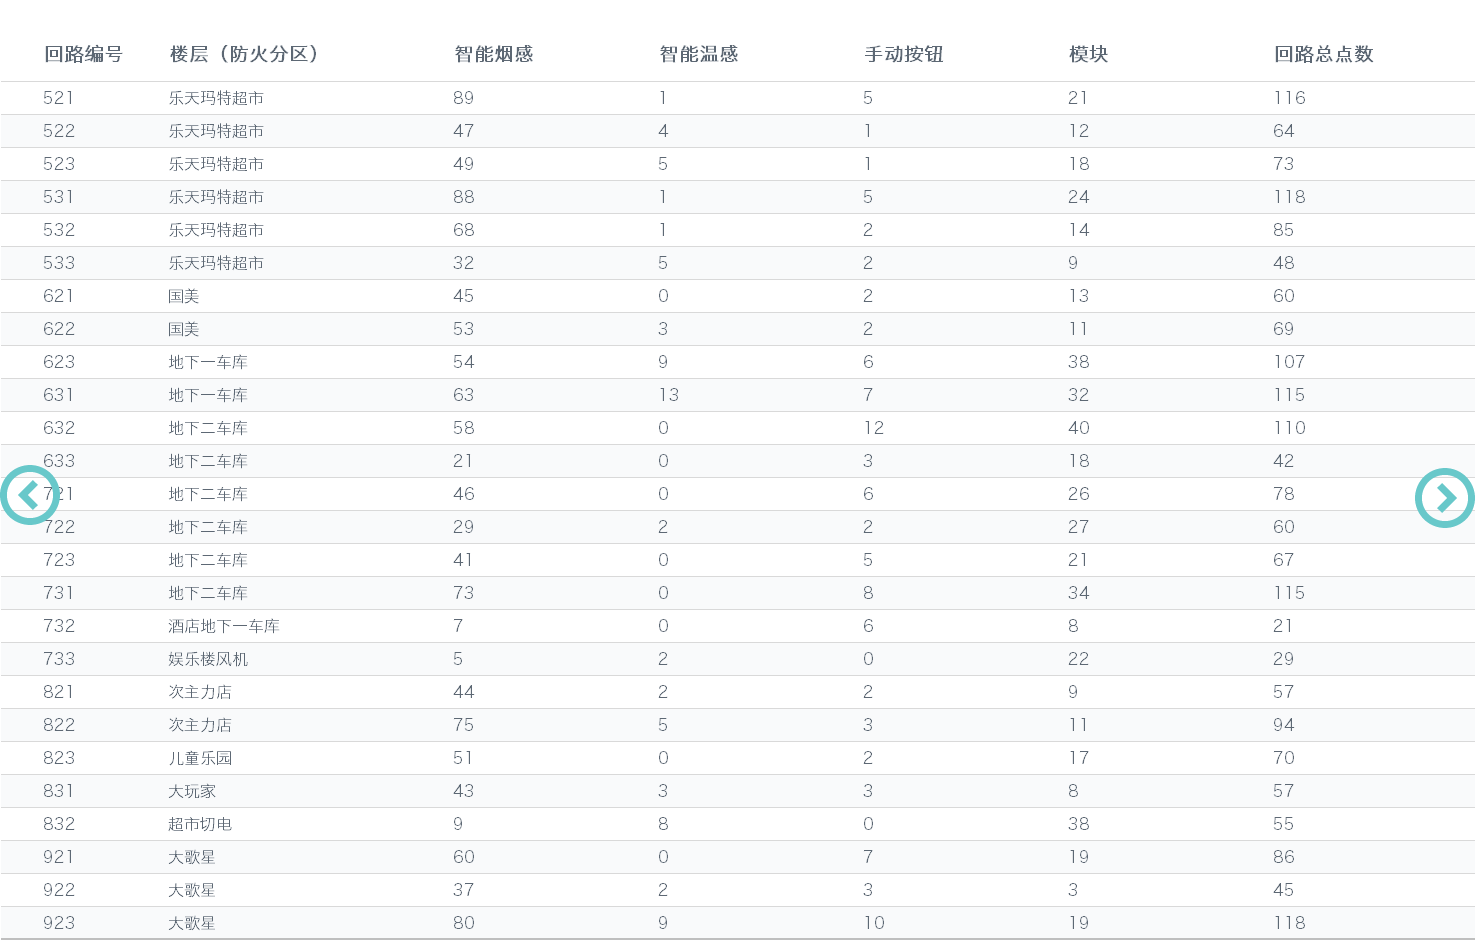 回路编号 楼层（防火分区） 智能烟感 智能温感 手动按钮 模块 回路总点数
521 乐天玛特超市 89 1 5 21 116
522 乐天玛特超市 47 4 1 12 64
523 乐天玛特超市 49 5 1 18 73
531 乐天玛特超市 88 1 5 24 118
532 乐天玛特超市 68 1 2 14 85
533 乐天玛特超市 32 5 2 9 48
621 国美 45 0 2 13 60
622 国美 53 3 2 11 69
623 地下一车库 54 9 6 38 107
631 地下一车库 63 13 7 32 115
632 地下二车库 58 0 12 40 110
633 地下二车库 21 0 3 18 42
721 地下二车库 46 0 6 26 78
722 地下二车库 29 2 2 27 60
723 地下二车库 41 0 5 21 67
731 地下二车库 73 0 8 34 115
732 酒店地下一车库 7 0 6 8 21
733 娱乐楼风机 5 2 0 22 29
821 次主力店 44 2 2 9 57
822 次主力店 75 5 3 11 94
823 儿童乐园 51 0 2 17 70
831 大玩家 43 3 3 8 57
832 超市切电 9 8 0 38 55
921 大歌星 60 0 7 19 86
922 大歌星 37 2 3 3 45
923 大歌星 80 9 10 19 118